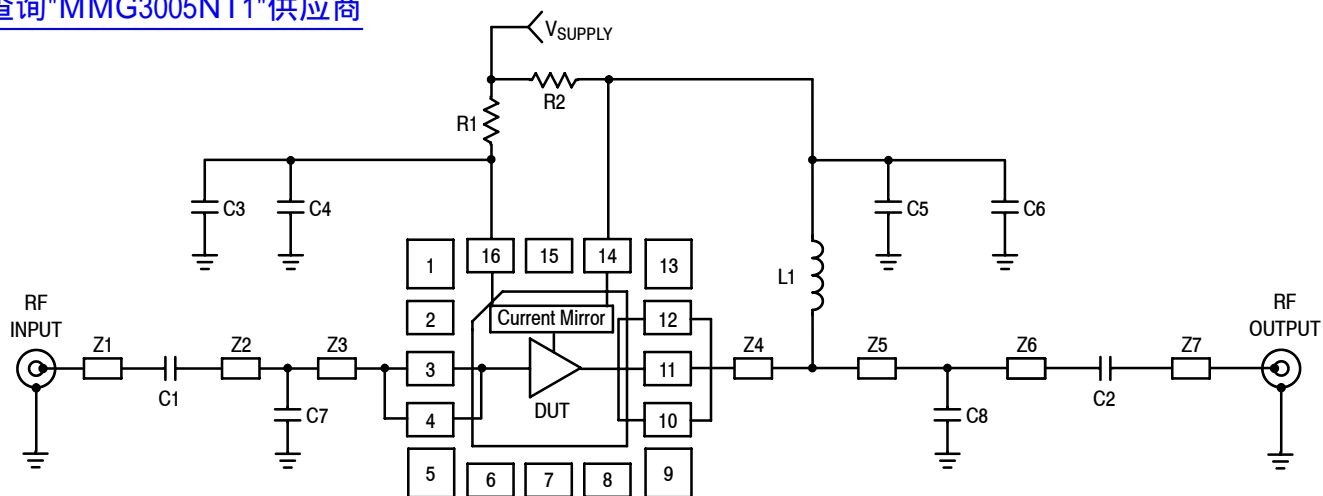 查询"MMG3005NT1"供应商
VSUPPLY
R2
R1
C3
C4
C5
C6
1
16
15
14
13
L1
RF
INPUT
RF
OUTPUT
2
Current Mirror
12
Z1
Z2
Z3
3
11
Z4
Z5
Z6
Z7
C1
C7
4
DUT
10
C8
C2
5
6
7
8
9